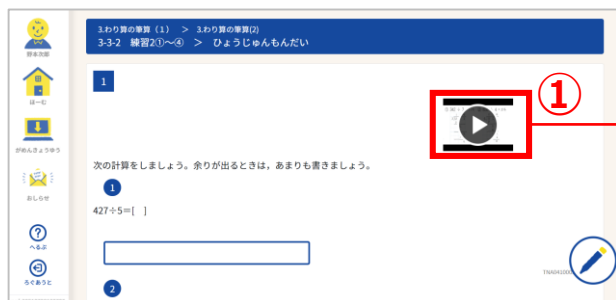 3.わり算の筆算（1） ＞ 3.わり算の筆算(2)
3-3-2 練習2①～④ ＞ ひょうじゅんもんだい
1
①
次の計算をしましょう。余りが出るときは，あまりも書きましょう。
1
427÷5=[ ]
2
はーむ
がめんきょうゆう
おしらせ
?
へるぷ
ろぐあうと